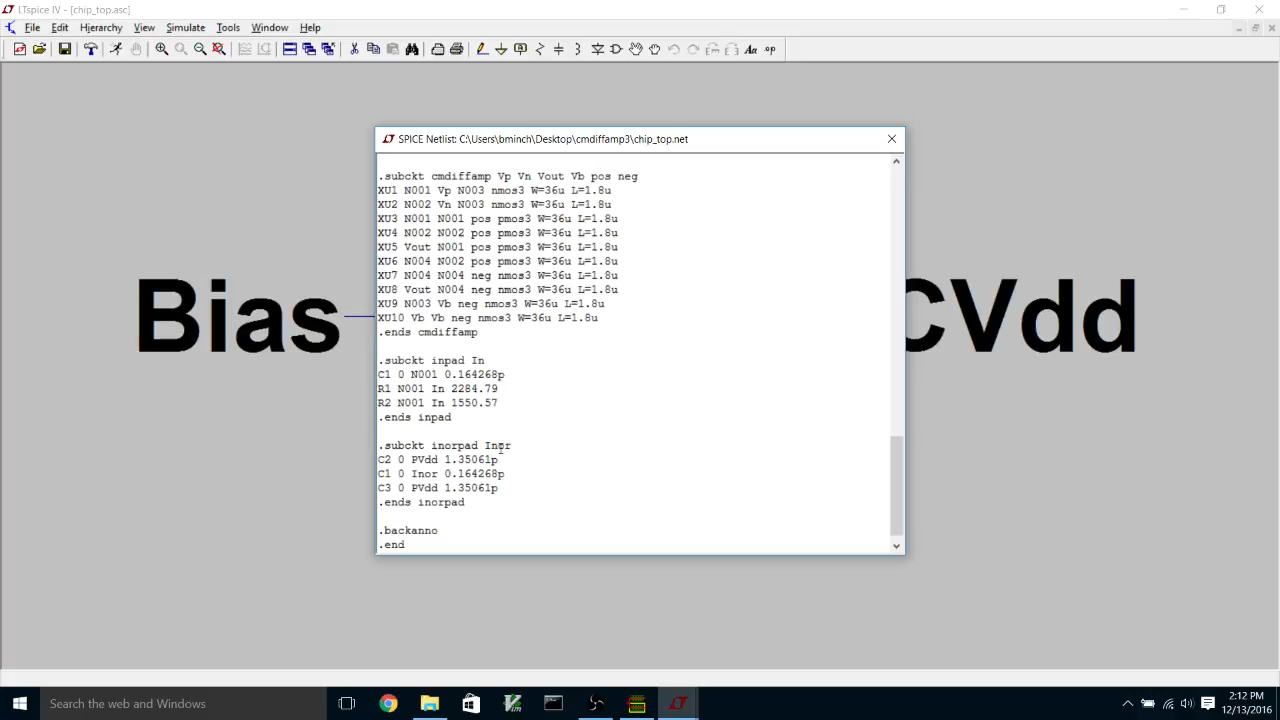 LTspice IV - [chip_top.asc]
File Edit Hierarchy View Simulate Tools Window Help
Aa .op
SPICE Netlist: C:\Users\bminch\Desktop\cmdiffamp3\chip_top.net
.subckt cmdiffamp Vp Vn Vout Vb pos neg
XU1 N001 Vp N003 nmos3 W=36u L=1.8u
XU2 N002 Vn N003 nmos3 W=36u L=1.8u
XU3 N001 N001 pos pmos3 W=36u L=1.8u
XU4 N002 N002 pos pmos3 W=36u L=1.8u
XU5 Vout N001 pos pmos3 W=36u L=1.8u
XU6 N004 N002 pos pmos3 W=36u L=1.8u
XU7 N004 N004 neg nmos3 W=36u L=1.8u
XU8 Vout N004 neg nmos3 W=36u L=1.8u
XU9 N003 Vb neg nmos3 W=36u L=1.8u
XU10 Vb Vb neg nmos3 W=36u L=1.8u
.ends cmdiffamp
.subckt inpad In
C1 0 N001 0.164268p
R1 N001 In 2284.79
R2 N001 In 1550.57
.ends inpad
.subckt inorpad Inor
C2 0 PVdd 1.35061p
C1 0 Inor 0.164268p
C3 0 PVdd 1.35061p
.ends inorpad
.backanno
.end
Bias
CVdd
Search the web and Windows
2:12 PM
12/13/2016